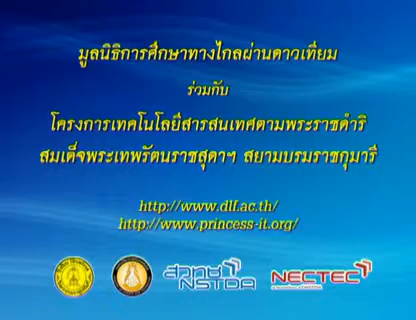 มูลนิธิการศึกษาทางไกลผ่านดาวเทียม
ร่วมกับ
โครงการเทคโนโลยีสารสนเทศตามพระราชดำริ
สมเด็จพระเทพรัตนราชสุดาฯ สยามบรมราชกุมารี
http://www.dlf.ac.th/
http://www.princess-it.org/
สวทช
NSTDA
NECTEC